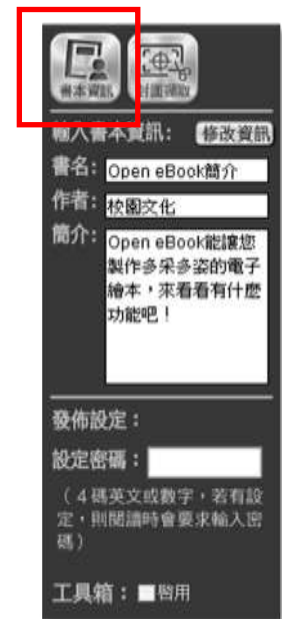 書本資訊 封面擷取
輸入書本資訊： 修改資訊
書名： Open eBook簡介
作者： 校園文化
簡介： Open eBook能讓您
製作多采多姿的電子
繪本，來看看有什麼
功能吧！
發佈設定：
設定密碼：
（4碼英文或數字，若有設
定，則閱讀時會要求輸入密
碼）
工具箱： 啟用